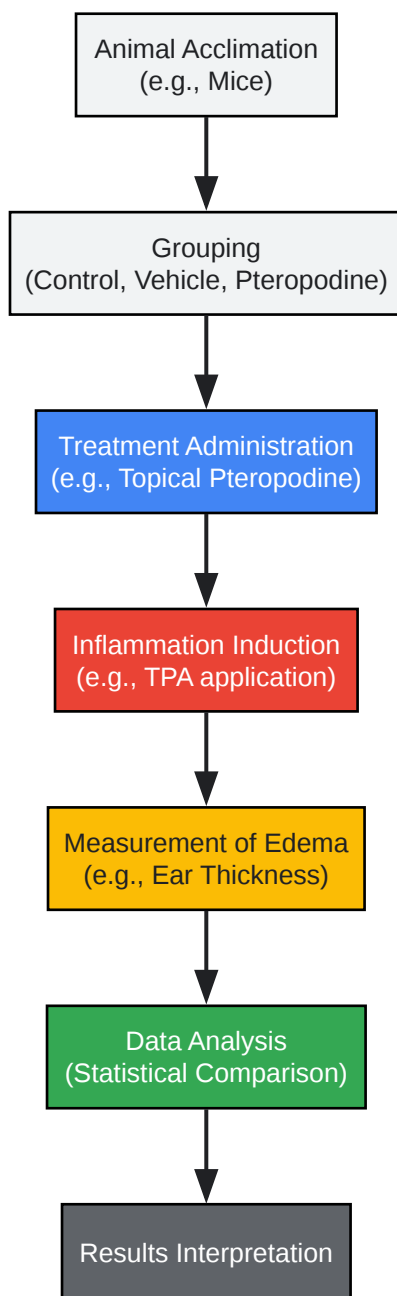 Animal Acclimation
(e.g., Mice)
Grouping
(Control, Vehicle, Pteropodine)
Treatment Administration
(e.g., Topical Pteropodine)
Inflammation Induction
(e.g., TPA application)
Measurement of Edema
(e.g., Ear Thickness)
Data Analysis
(Statistical Comparison)
Results Interpretation